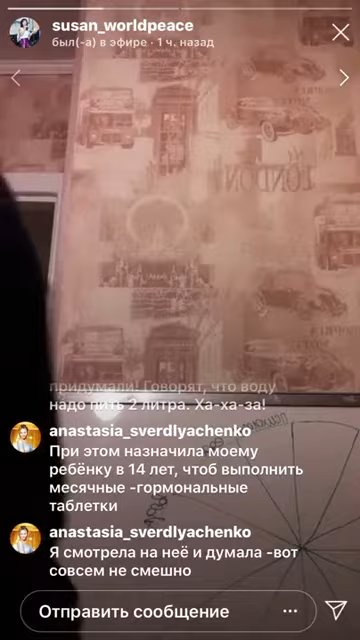 susan_worldpeace
был(-а) в эфире · 1 ч. назад
LONDON
придумали! Говорят, что воду
надо пить 2 литра. Ха-ха-за!
anastasia_sverdlyachenko
При этом назначила моему
ребёнку в 14 лет, чтоб выполнить
месячные -гормональные
таблетки
anastasia_sverdlyachenko
Я смотрела на неё и думала -вот
совсем не смешно
Отправить сообщение